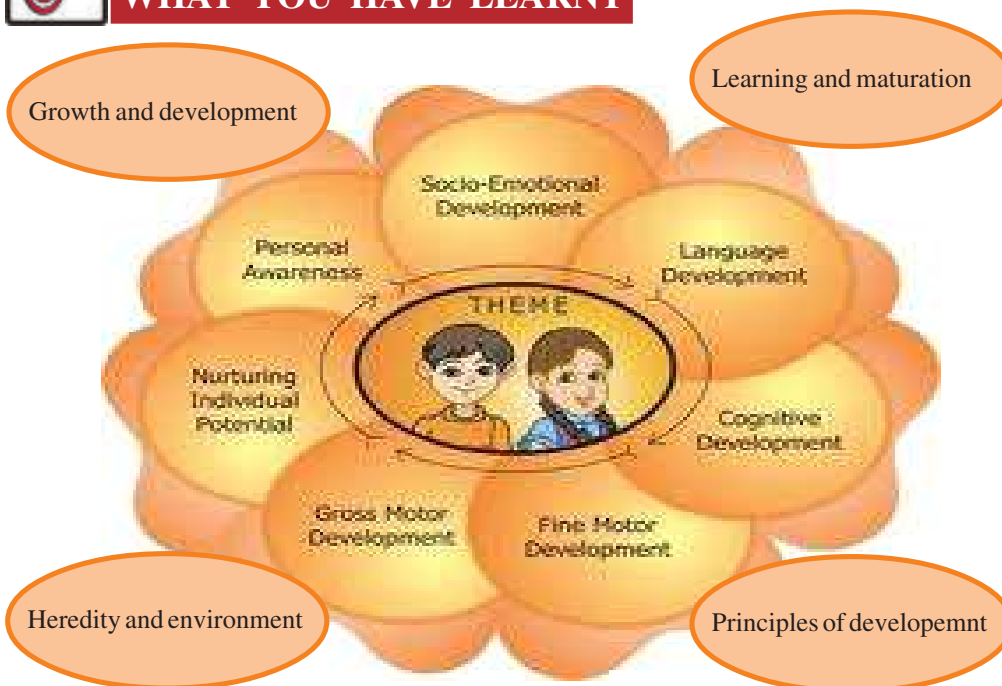 WHAT YOU HAVE LEARNT
Growth and development
Learning and maturation
Socio-Emotional
Development
Personal
Awareness
Language
Development
THEME
Nurturing
Individual
Potential
Cognitive
Development
Gross Motor
Development
Fine Motor
Development
Heredity and environment
Principles of developemnt